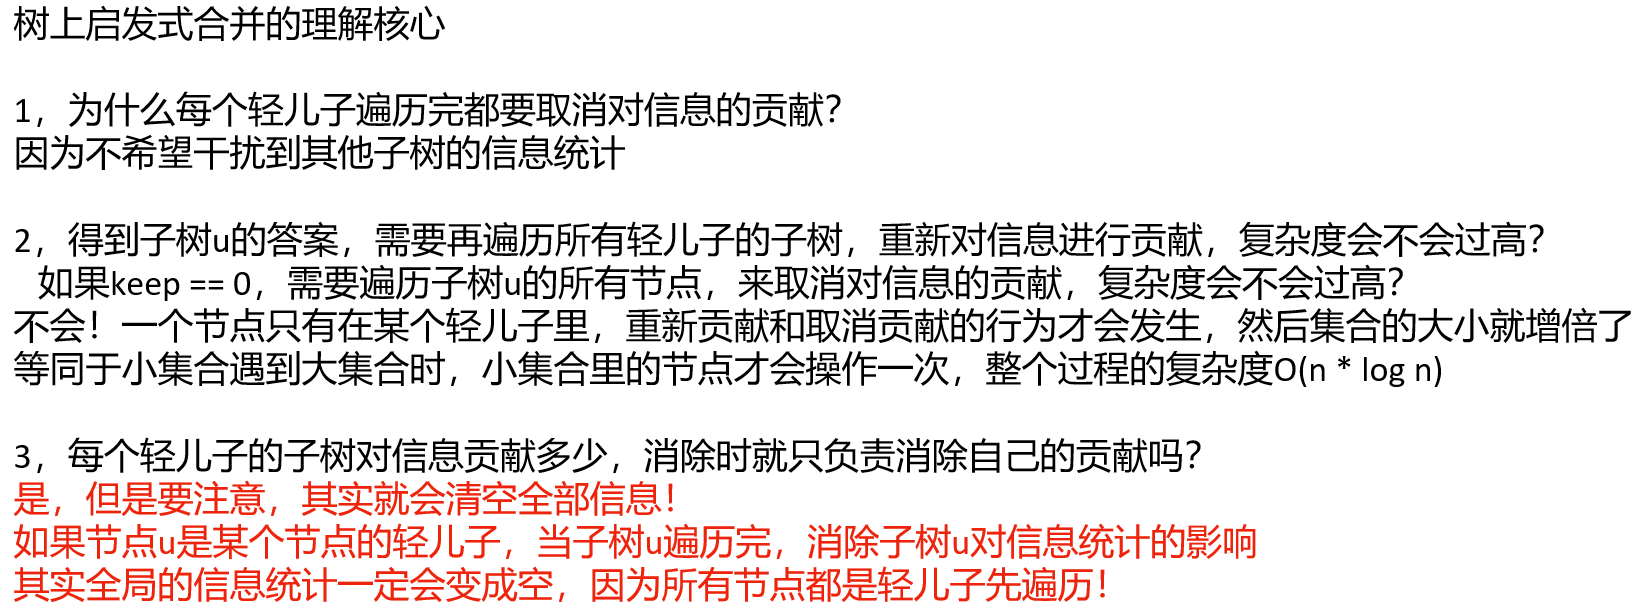 树上启发式合并的理解核心
1，为什么每个轻儿子遍历完都要取消对信息的贡献？
因为不希望干扰到其他子树的信息统计
2，得到子树u的答案，需要再遍历所有轻儿子的子树，重新对信息进行贡献，复杂度会不会过高？
如果keep == 0，需要遍历子树u的所有节点，来取消对信息的贡献，复杂度会不会过高？
不会！一个节点只有在某个轻儿子里，重新贡献和取消贡献的行为才会发生，然后集合的大小就增倍了
等同于小集合遇到大集合时，小集合里的节点才会操作一次，整个过程的复杂度O(n * log n)
3，每个轻儿子的子树对信息贡献多少，消除时就只负责消除自己的贡献吗？
是，但是要注意，其实就会清空全部信息！
如果节点u是某个节点的轻儿子，当子树u遍历完，消除子树u对信息统计的影响
其实全局的信息统计一定会变成空，因为所有节点都是轻儿子先遍历！